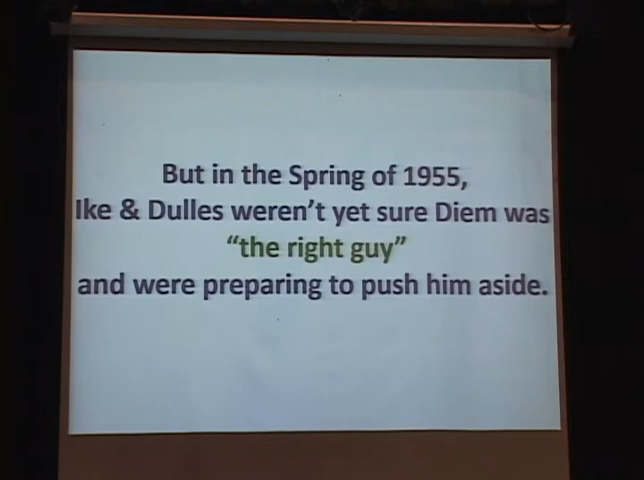 But in the Spring of 1955,
Ike & Dulles weren’t yet sure Diem was
“the right guy”
and were preparing to push him aside.